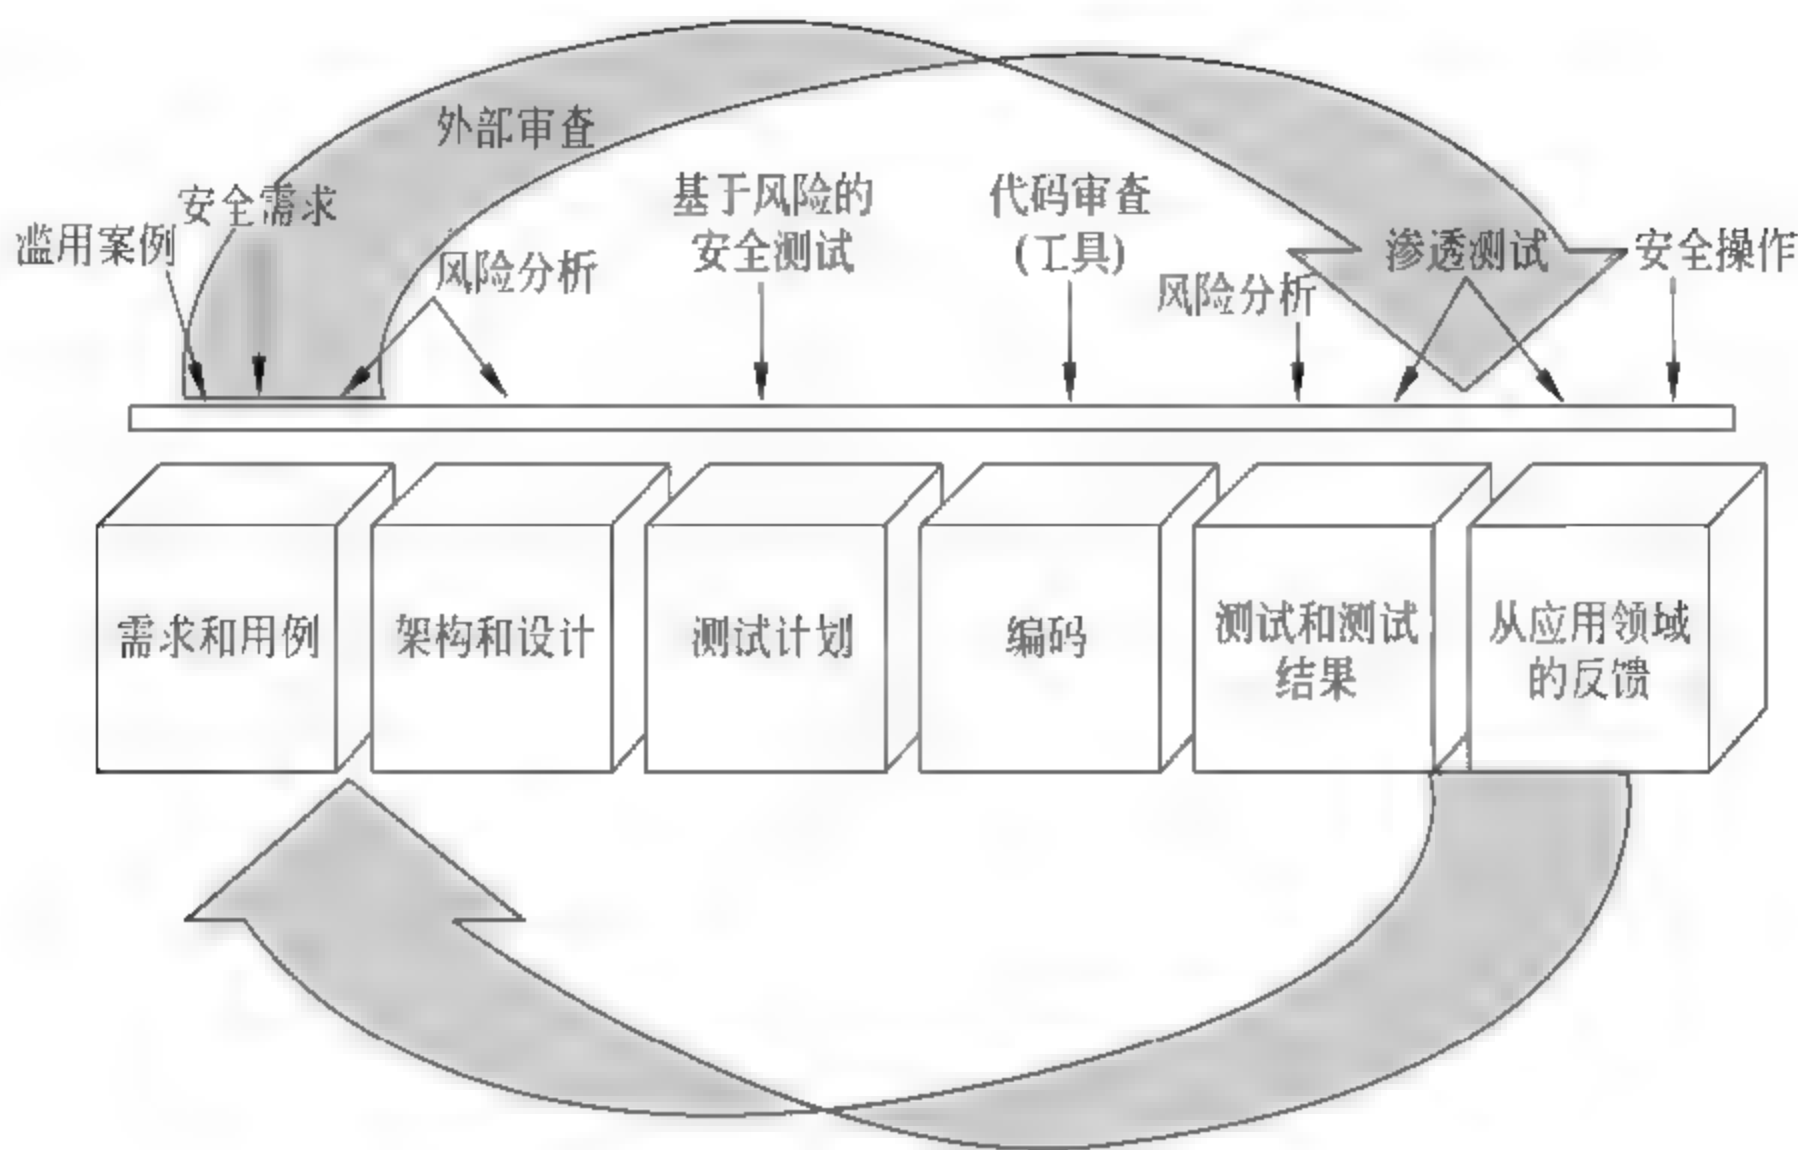 外部审查
滥用案例
安全需求
风险分析
基于风险的
安全测试
代码审查
(工具)
风险分析
渗透测试
安全操作
需求和用例
架构和设计
测试计划
编码
测试和测试
结果
从应用领域
的反馈